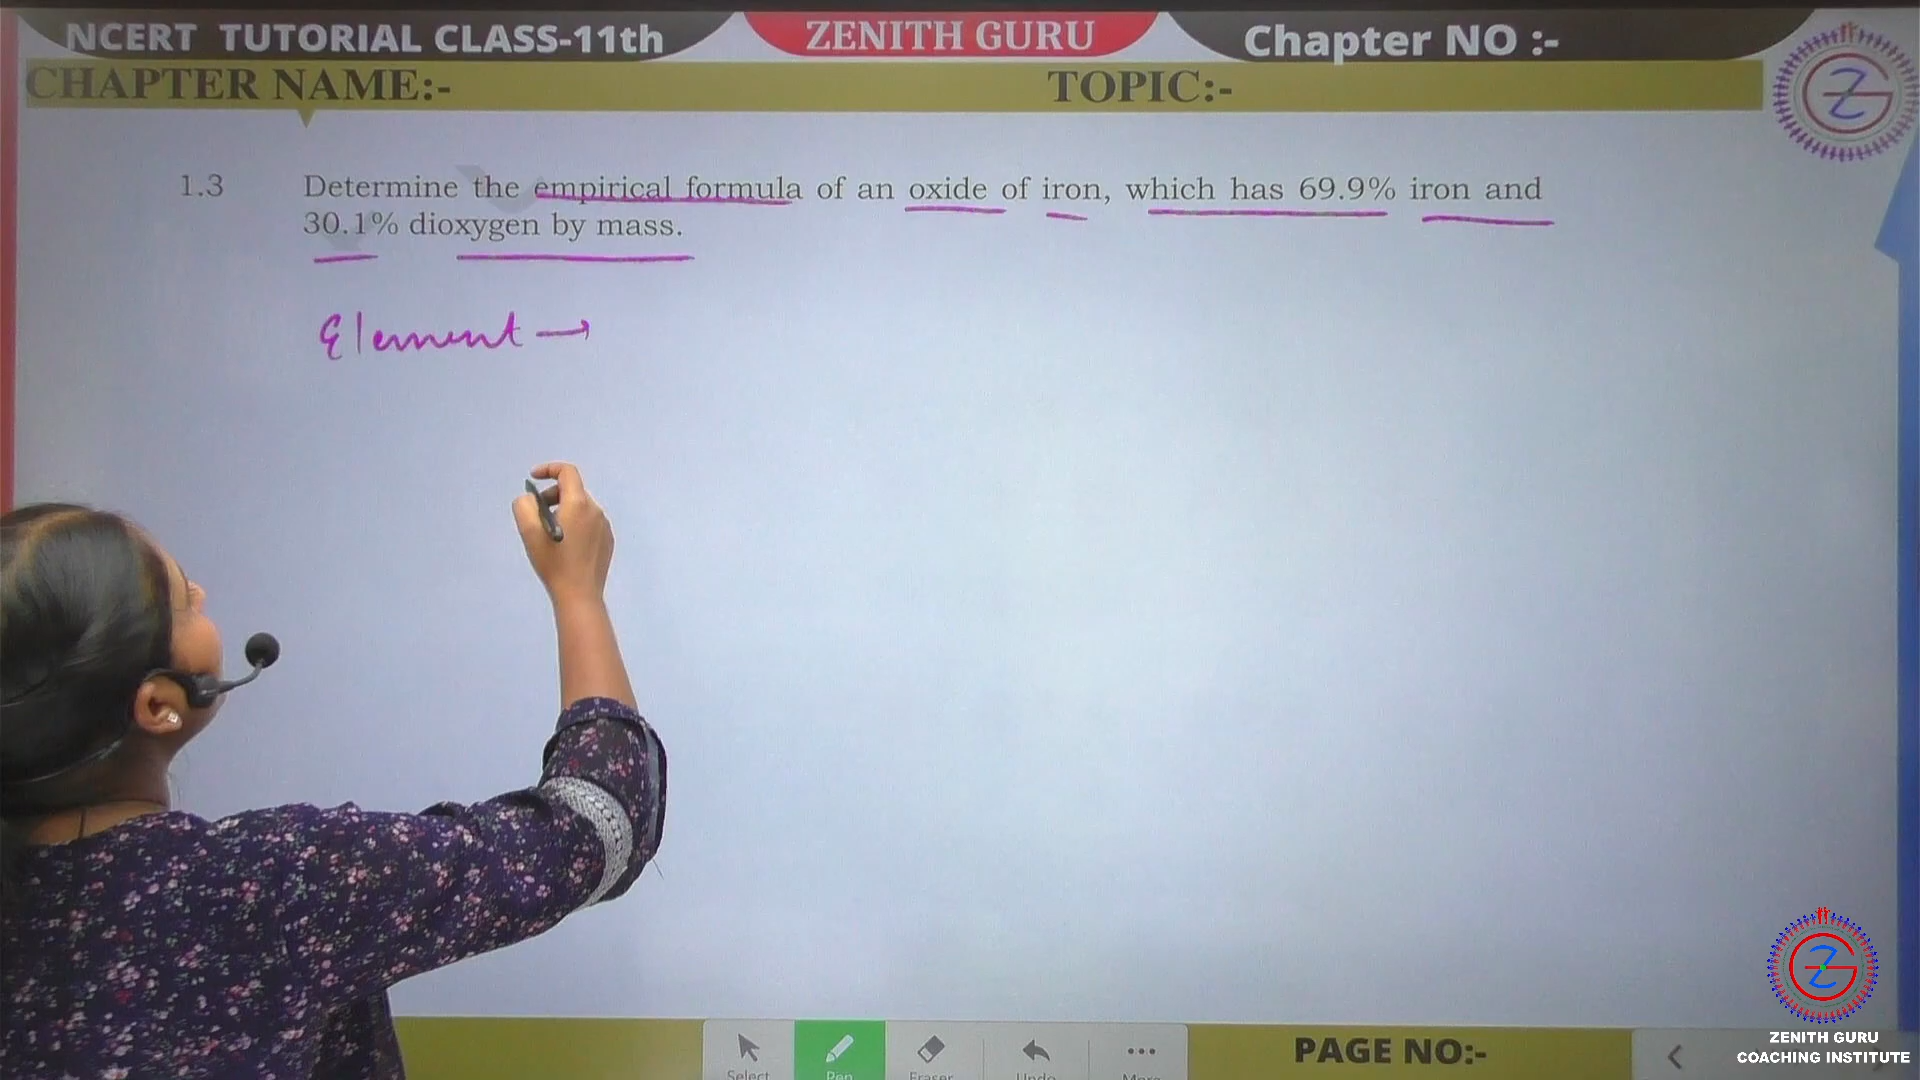 NCERT TUTORIAL CLASS-11th
ZENITH GURU
Chapter NO :-
CHAPTER NAME:-
TOPIC:-
1.3 Determine the empirical formula of an oxide of iron, which has 69.9% iron and
30.1% dioxygen by mass.
Element →
Select
Pen
Eraser
Undo
More
PAGE NO:-
ZENITH GURU
COACHING INSTITUTE